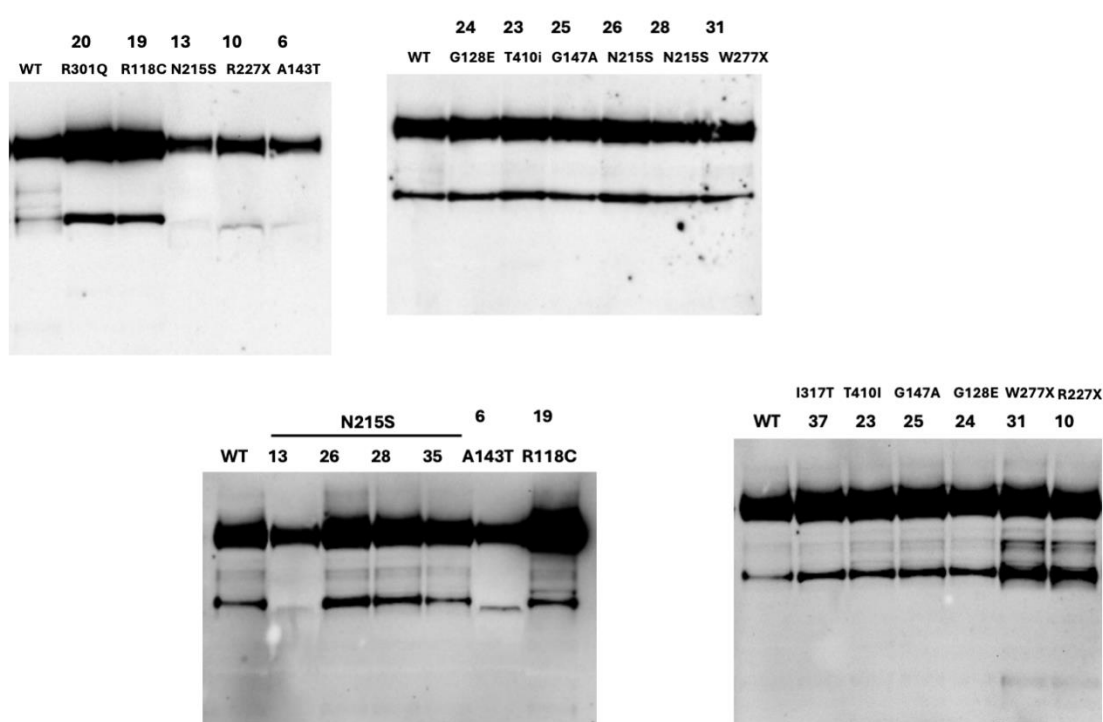 20 19 13 10 6
WT R301Q R118C N215S R227X A143T
24 23 25 26 28 31
WT G128E T410i G147A N215S N215S W277X
N215S 6 19
WT 13 26 28 35 A143T R118C
I317T T410I G147A G128E W277X R227X
WT 37 23 25 24 31 10